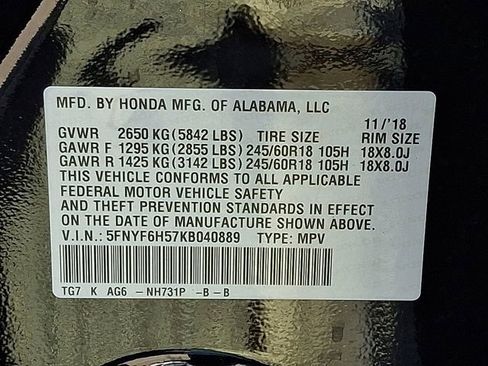 MFD. BY HONDA MFG. OF ALABAMA, LLC
11/'18
GVWR 2650 KG (5842 LBS) TIRE SIZE RIM SIZE
GAWR F 1295 KG (2855 LBS) 245/60R18 105H 18X8.0J
GAWR R 1425 KG (3142 LBS) 245/60R18 105H 18X8.0J
THIS VEHICLE CONFORMS TO ALL APPLICABLE
FEDERAL MOTOR VEHICLE SAFETY
AND THEFT PREVENTION STANDARDS IN EFFECT
ON THE DATE OF MANUFACTURE SHOWN ABOVE.
V.I.N.: 5FNYF6H57KB040889 TYPE: MPV
TG7 K AG6 - NH731P -B - B